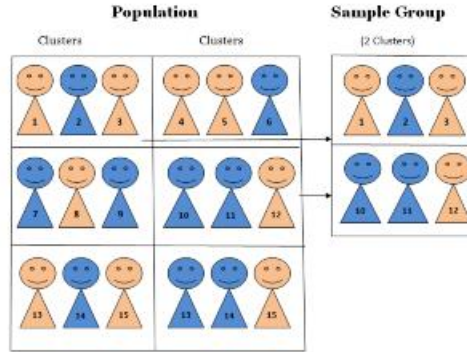 Population
Sample Group
Clusters
Clusters
(2 Clusters)
1 2 3
4 5 6
1 2 3
7 8 9
10 11 12
10 11 12
13 14 15
13 14 15